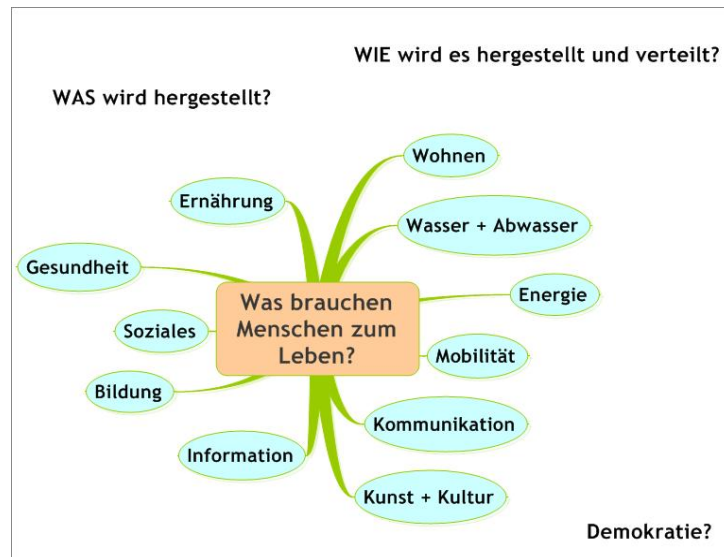 WIE wird es hergestellt und verteilt?
WAS wird hergestellt?
Wohnen
Ernährung
Wasser + Abwasser
Gesundheit
Energie
Was brauchen
Menschen zum
Leben?
Soziales
Mobilität
Bildung
Kommunikation
Information
Kunst + Kultur
Demokratie?